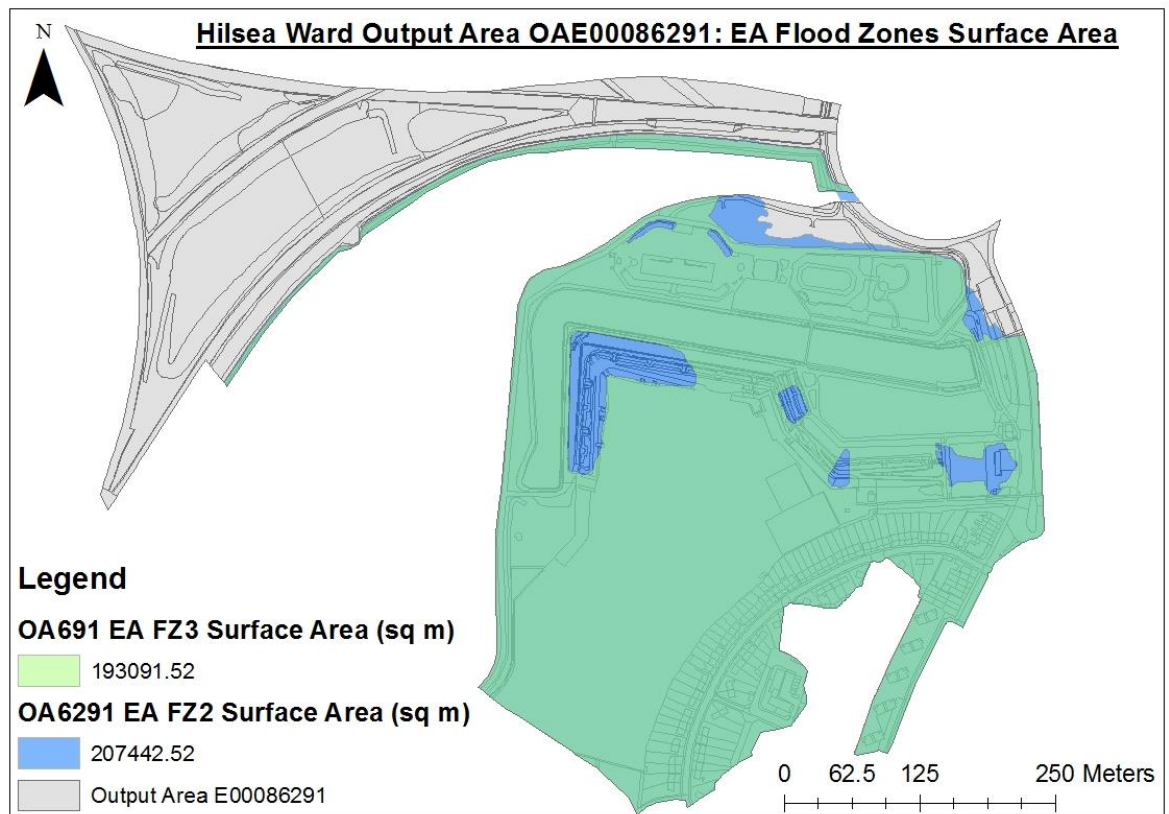 Hilsea Ward Output Area OAE00086291: EA Flood Zones Surface Area
N
Legend
OA691 EA FZ3 Surface Area (sq m)
193091.52
OA6291 EA FZ2 Surface Area (sq m)
207442.52
Output Area E00086291
0 62.5 125 250 Meters